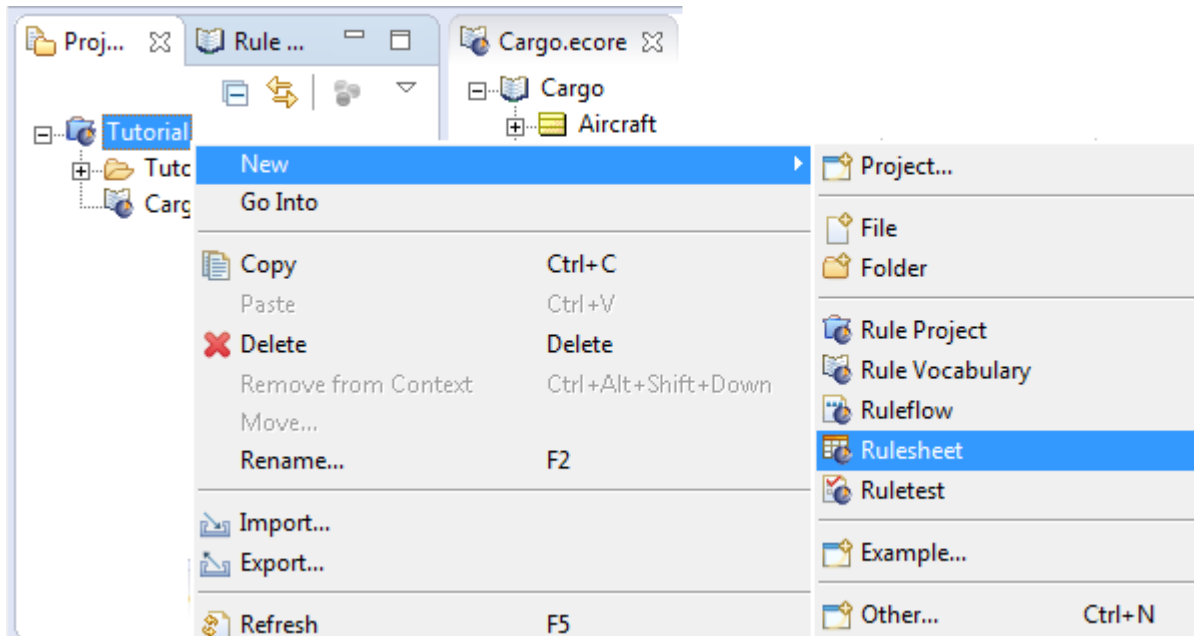 Proj...
Rule ...
Cargo.ecore
Cargo
Aircraft
Tutorial
Tutc
Carg
New
Go Into
Copy Ctrl+C
Paste Ctrl+V
Delete Delete
Remove from Context Ctrl+Alt+Shift+Down
Move...
Rename... F2
Import...
Export...
Refresh F5
Project...
File
Folder
Rule Project
Rule Vocabulary
Ruleflow
Rulesheet
Ruletest
Example...
Other... Ctrl+N